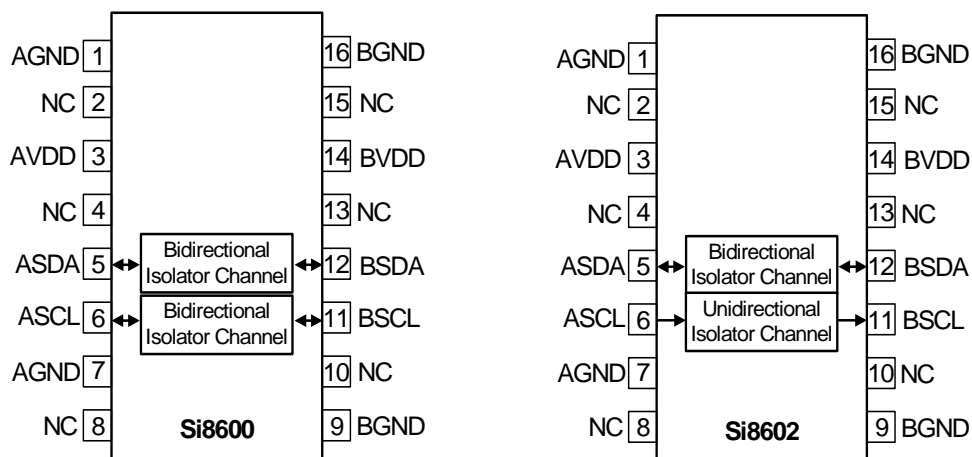 AGND 1
16 BGND
NC 2
15 NC
AVDD 3
14 BVDD
NC 4
13 NC
ASDA 5
Bidirectional
Isolator Channel
12 BSDA
ASCL 6
Bidirectional
Isolator Channel
11 BSCL
AGND 7
10 NC
NC 8
Si8600
9 BGND
AGND 1
16 BGND
NC 2
15 NC
AVDD 3
14 BVDD
NC 4
13 NC
ASDA 5
Bidirectional
Isolator Channel
12 BSDA
ASCL 6
Unidirectional
Isolator Channel
11 BSCL
AGND 7
10 NC
NC 8
Si8602
9 BGND